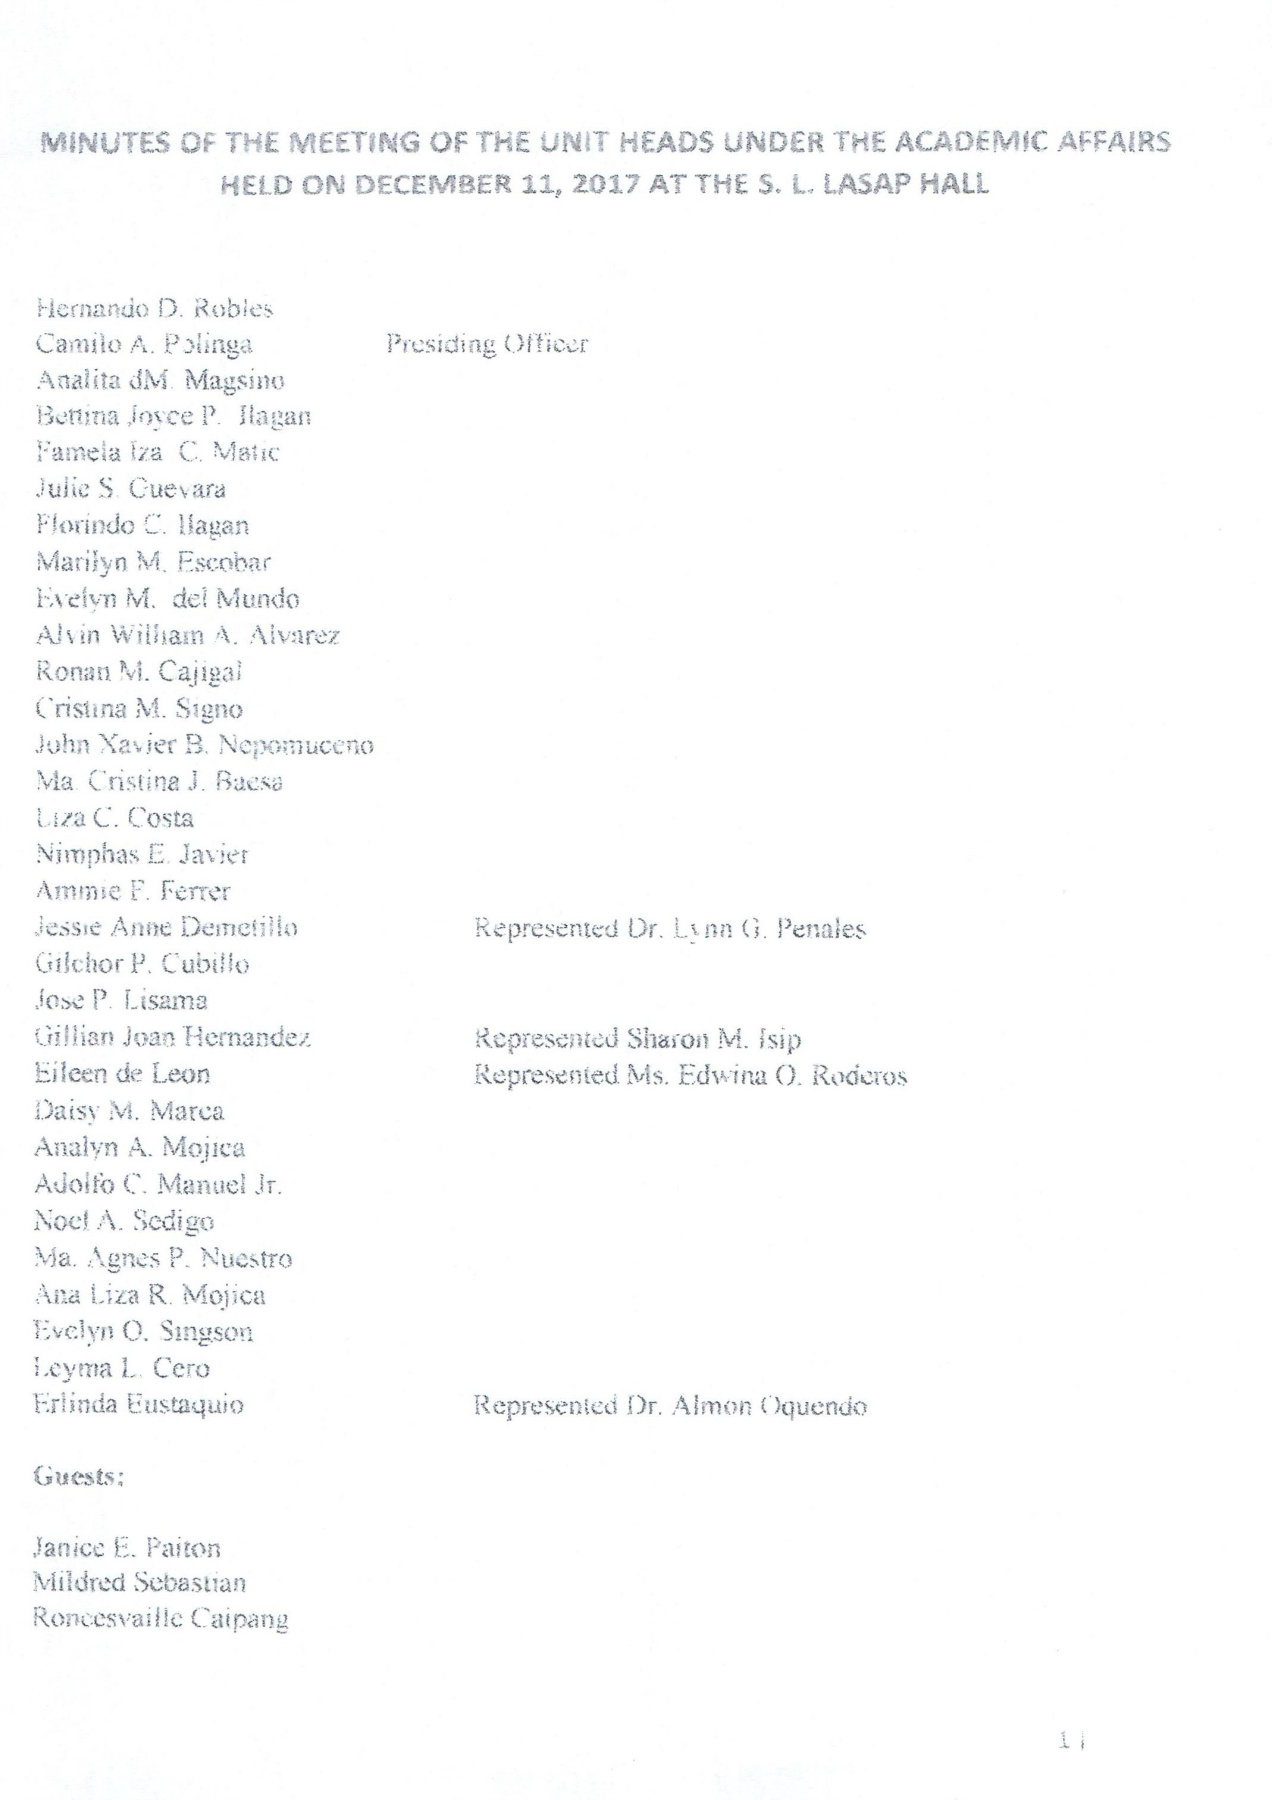 MINUTES OF THE MEETING OF THE UNIT HEADS UNDER THE ACADEMIC AFFAIRS
HELD ON DECEMBER 11, 2017 AT THE S. L. LASAP HALL
Hernando D. Robles
Camilo A. Polinga Presiding Officer
Analita dM. Magsino
Bettina Joyce P. Ilagan
Famela Iza C. Matic
Julie S. Guevara
Florindo C. Ilagan
Marilyn M. Escobar
Evelyn M. del Mundo
Alvin William A. Alvarez
Ronan M. Cajigal
Cristina M. Signo
John Xavier B. Nepomuceno
Ma. Cristina J. Baesa
Liza C. Costa
Nimphas E. Javier
Ammie F. Ferrer
Jessie Anne Demetillo Represented Dr. Lynn G. Penales
Gilchor P. Cubillo
Jose P. Lisama
Gillian Joan Hernandez Represented Sharon M. Isip
Eileen de Leon Represented Ms. Edwina O. Roderos
Daisy M. Marca
Analyn A. Mojica
Adolfo C. Manuel Jr.
Noel A. Sedigo
Ma. Agnes P. Nuestro
Ana Liza R. Mojica
Evelyn O. Singson
Leyma L. Cero
Erlinda Eustaquio Represented Dr. Almon Oquendo
Guests:
Janice E. Paiton
Mildred Sebastian
Roncesvaille Caipang
1 |